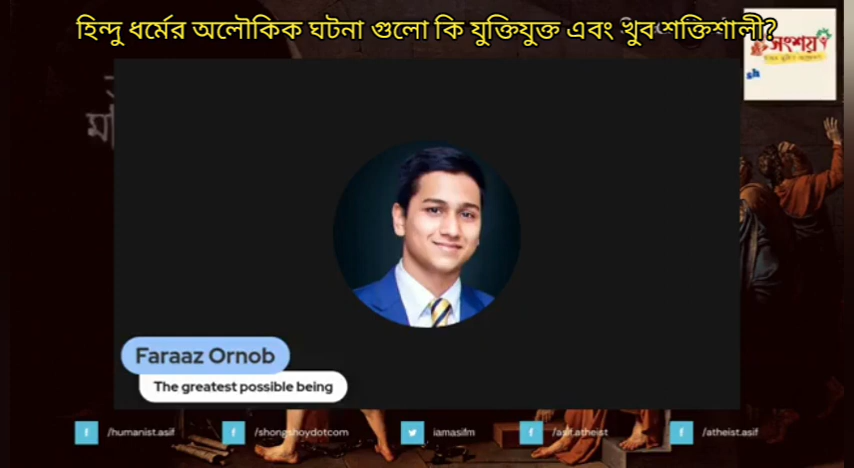 হিন্দু ধর্মের অলৌকিক ঘটনা গুলো কি যুক্তিযুক্ত এবং খুব শক্তিশালী?
সংশয়
sh
Faraaz Ornob
The greatest possible being
/humanist.asif
/shongshoydotcom
iamasifm
/asif.atheist
/atheist.asif